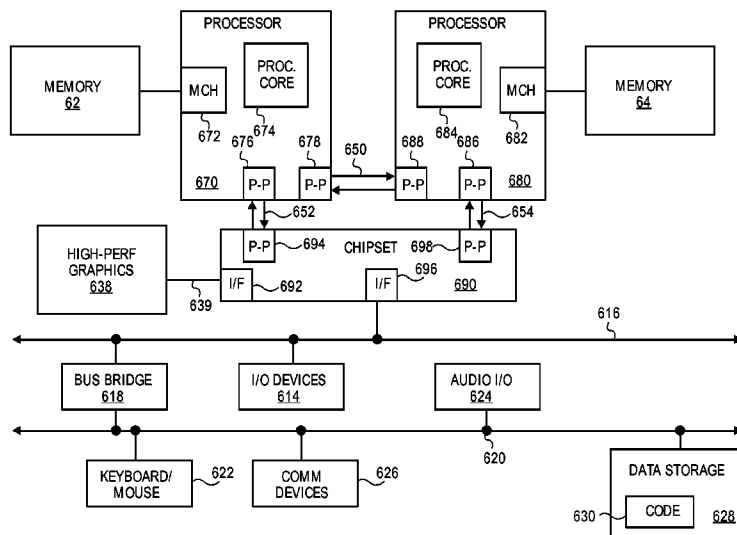 PROCESSOR
PROCESSOR
MEMORY
62
MCH
672
PROC.
CORE
674
PROC.
CORE
684
MCH
682
MEMORY
64
676
678
650
688
686
670
P-P
P-P
P-P
P-P
680
652
654
P-P
694
CHIPSET
698
P-P
HIGH-PERF
GRAPHICS
638
639
I/F
692
I/F
696
690
616
BUS BRIDGE
618
I/O DEVICES
614
AUDIO I/O
624
620
KEYBOARD/
MOUSE
622
COMM
DEVICES
626
DATA STORAGE
630
CODE
628